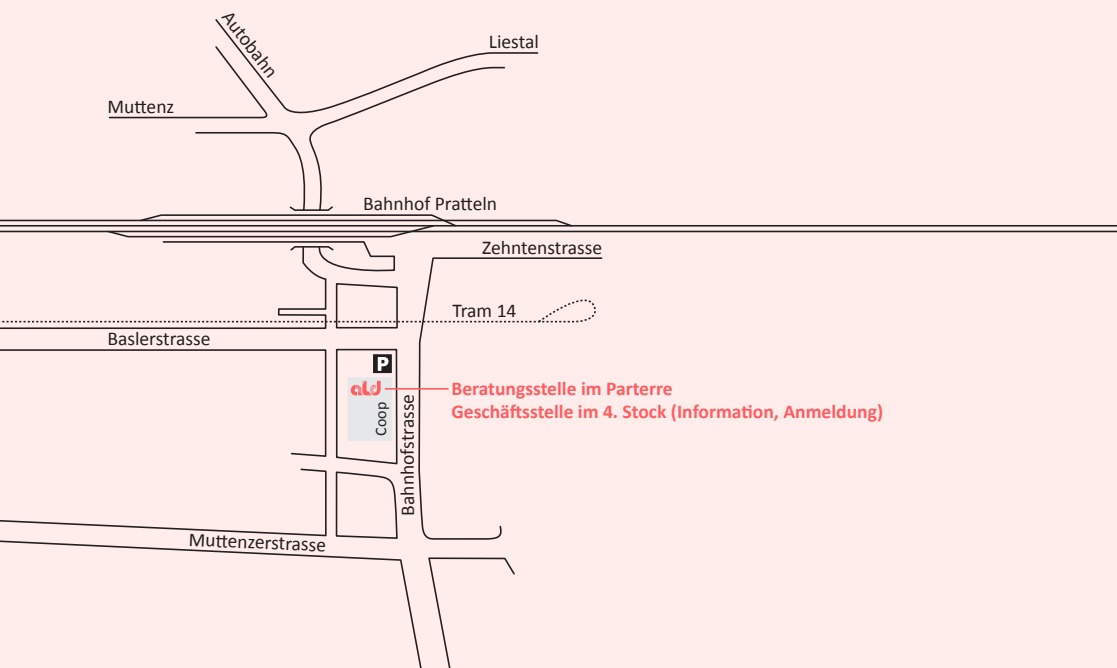 Autobahn
Liestal
Muttenz
Bahnhof Pratteln
Zehntenstrasse
Tram 14
Baslerstrasse
P
ald
Beratungsstelle im Parterre
Geschäftsstelle im 4. Stock (Information, Anmeldung)
Coop
Bahnhofstrasse
Muttenzerstrasse